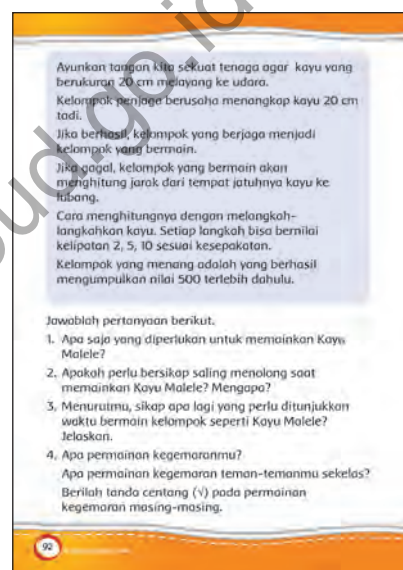 Ayunkan tangan kita sekuat tenaga agar kayu yang
berukuran 20 cm melayang ke udara.
Kelompok penjaga berusaha menangkap kayu 20 cm
tadi.
Jika berhasil, kelompok yang berjaga menjadi
kelompok yang bermain.
Jika gagal, kelompok yang bermain akan
menghitung jarak dari tempat jatuhnya kayu ke
lubang.
Cara menghitungnya dengan melangkah-
langkahkan kayu. Setiap langkah bisa bernilai
kelipatan 2, 5, 10 sesuai kesepakatan.
Kelompok yang menang adalah yang berhasil
mengumpulkan nilai 500 terlebih dahulu.
Jawablah pertanyaan berikut.
1. Apa saja yang diperlukan untuk memainkan Kayu
Malele?
2. Apakah perlu bersikap saling menolong saat
memainkan Kayu Malele? Mengapa?
3. Menurutmu, sikap apa lagi yang perlu ditunjukkan
waktu bermain kelompok seperti Kayu Malele?
Jelaskan.
4. Apa permainan kegemaranmu?
Apa permainan kegemaran teman-temanmu sekelas?
Berilah tanda centang (√) pada permainan
kegemaran masing-masing.
92
ud.go.id